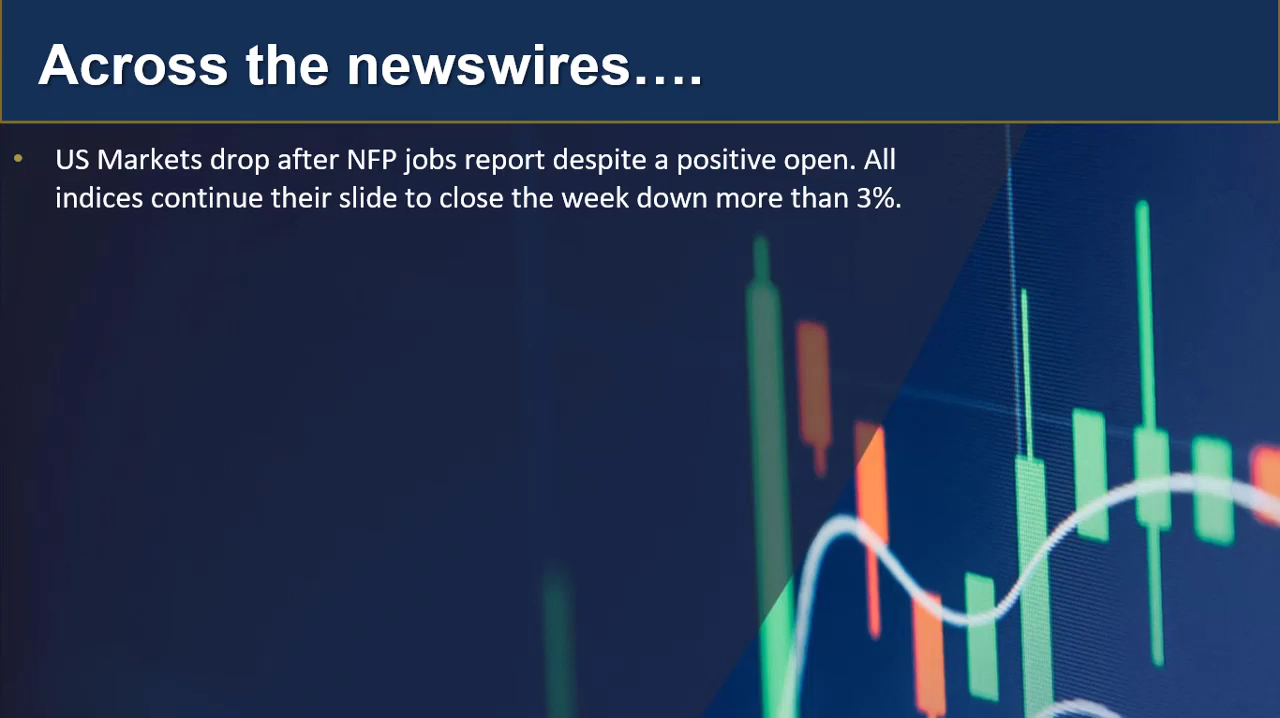 Across the newswires….
• US Markets drop after NFP jobs report despite a positive open. All
indices continue their slide to close the week down more than 3%.